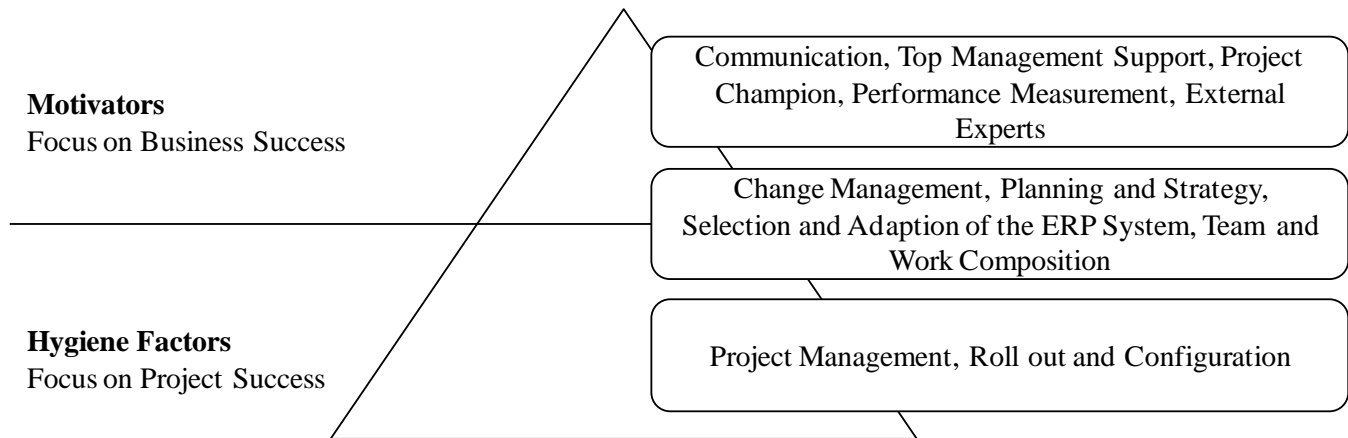 Motivators
Focus on Business Success
Communication, Top Management Support, Project
Champion, Performance Measurement, External
Experts
Change Management, Planning and Strategy,
Selection and Adaption of the ERP System, Team and
Work Composition
Hygiene Factors
Focus on Project Success
Project Management, Roll out and Configuration